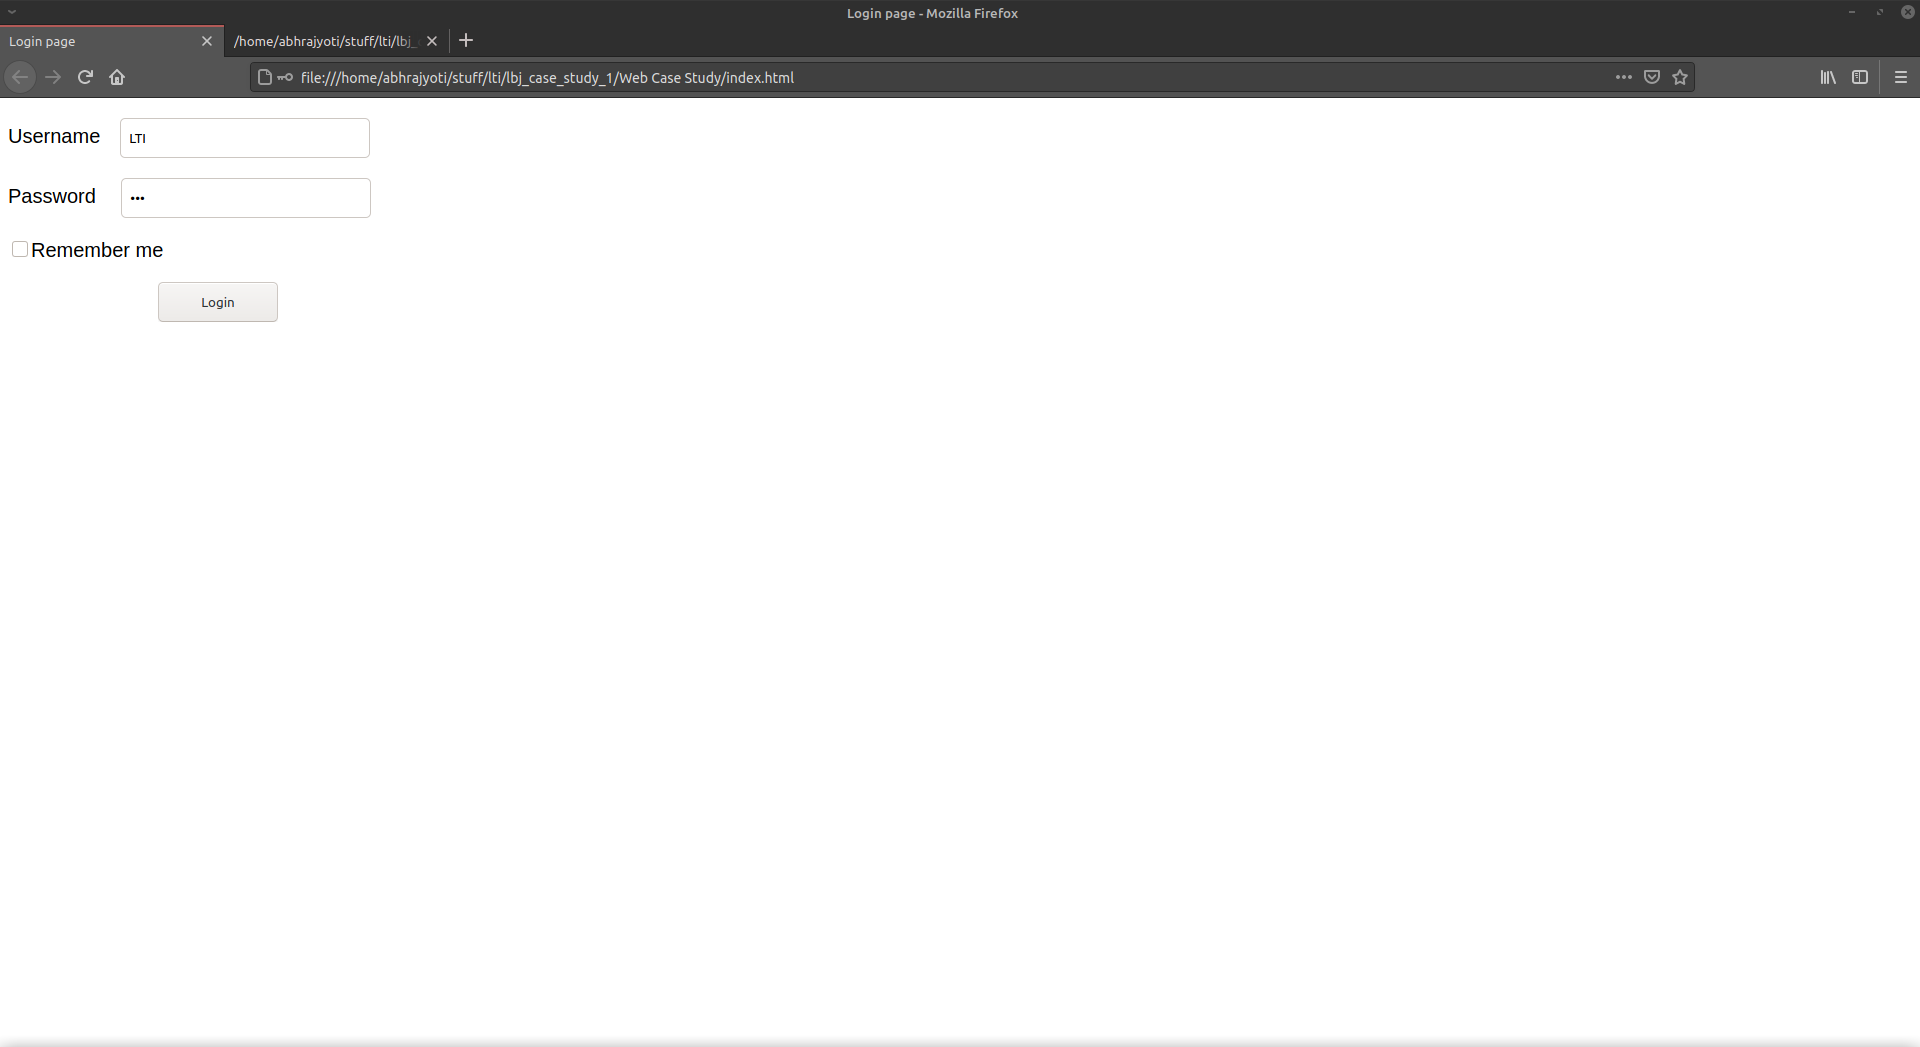 Login page - Mozilla Firefox
Login page
/home/abhrajyoti/stuff/lti/lbj_
file:///home/abhrajyoti/stuff/lti/lbj_case_study_1/Web Case Study/index.html
Username LTI
Password •••
Remember me
Login